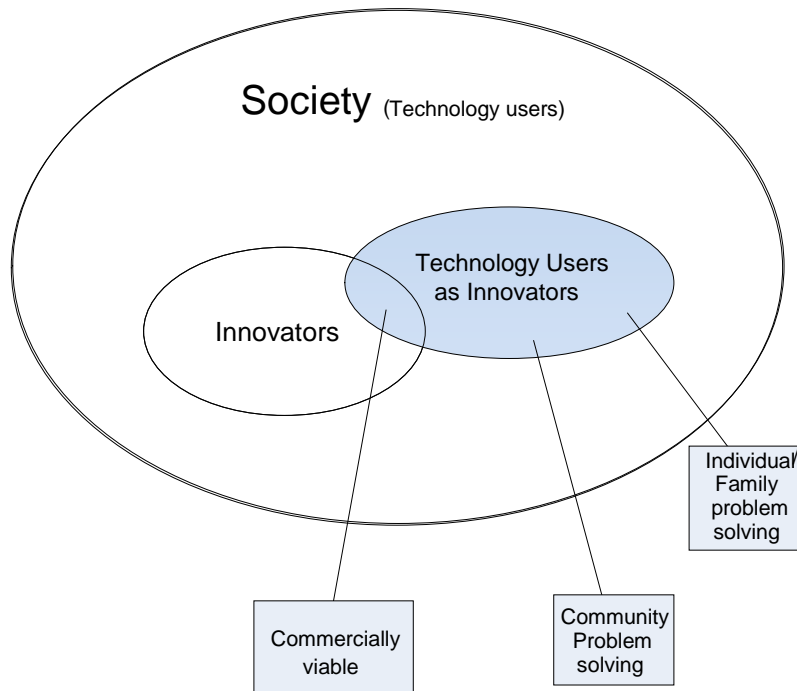 Society (Technology users)
Technology Users
as Innovators
Innovators
Individual/
Family
problem
solving
Community
Problem
solving
Commercially
viable